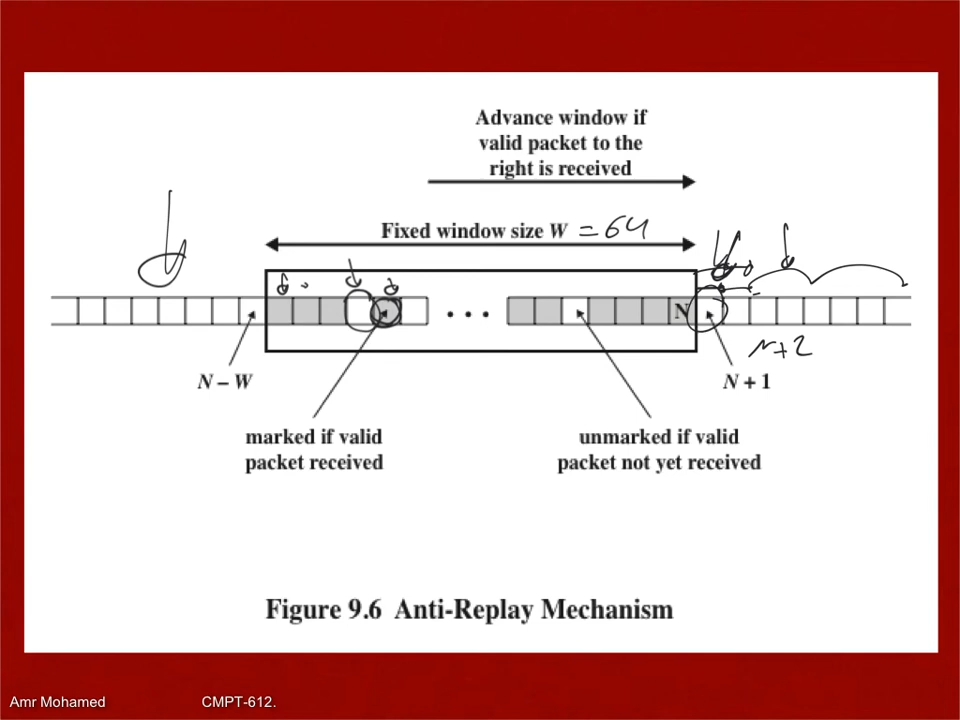 Advance window if
valid packet to the
right is received
Fixed window size W = 64
N
N – W
N + 1
N+2
marked if valid
packet received
unmarked if valid
packet not yet received
Figure 9.6 Anti-Replay Mechanism
Amr Mohamed
CMPT-612.